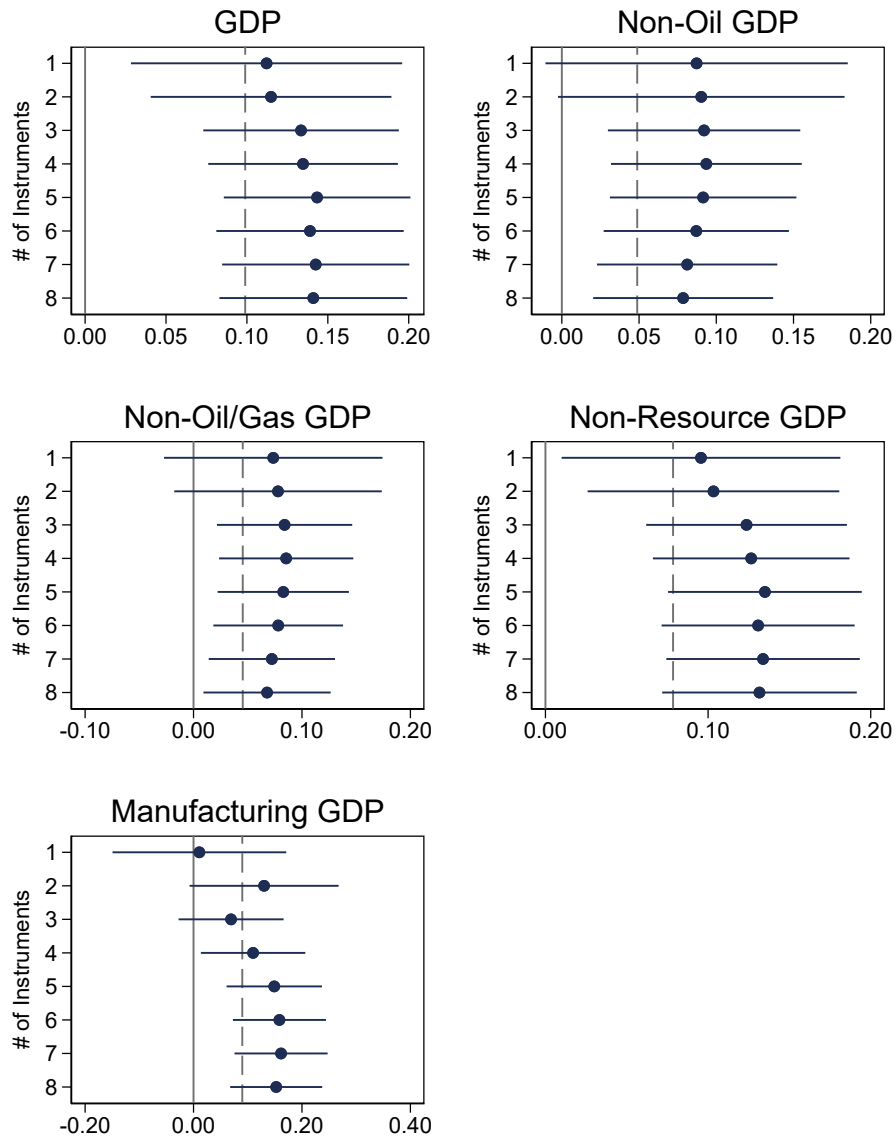 GDP
# of Instruments
1
2
3
4
5
6
7
8
0.00 0.05 0.10 0.15 0.20
Non-Oil GDP
# of Instruments
1
2
3
4
5
6
7
8
0.00 0.05 0.10 0.15 0.20
Non-Oil/Gas GDP
# of Instruments
1
2
3
4
5
6
7
8
-0.10 0.00 0.10 0.20
Non-Resource GDP
# of Instruments
1
2
3
4
5
6
7
8
0.00 0.10 0.20
Manufacturing GDP
# of Instruments
1
2
3
4
5
6
7
8
-0.20 0.00 0.20 0.40